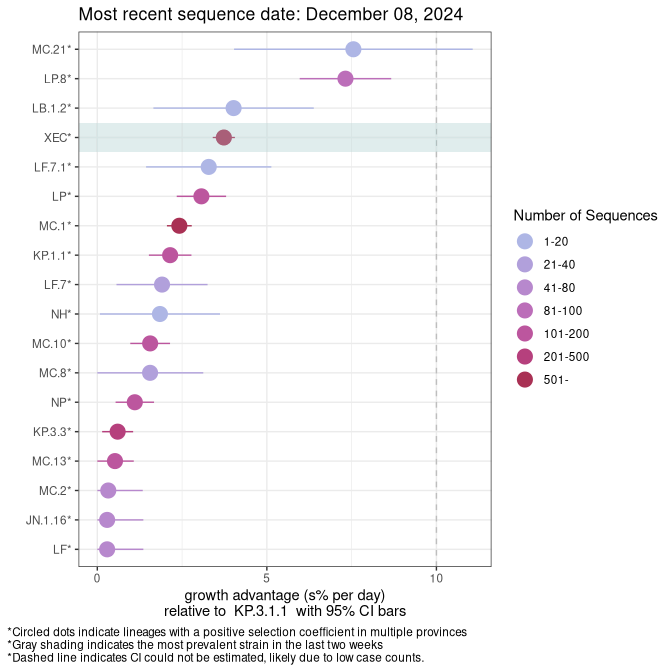 Most recent sequence date: December 08, 2024
MC.21*
LP.8*
LB.1.2*
XEC*
LF.7.1*
LP*
MC.1*
KP.1.1*
LF.7*
NH*
MC.10*
MC.8*
NP*
KP.3.3*
MC.13*
MC.2*
JN.1.16*
LF*
0 5 10
growth advantage (s% per day)
relative to KP.3.1.1 with 95% CI bars
Number of Sequences
1-20
21-40
41-80
81-100
101-200
201-500
501-
*Circled dots indicate lineages with a positive selection coefficient in multiple provinces
*Gray shading indicates the most prevalent strain in the last two weeks
*Dashed line indicates CI could not be estimated, likely due to low case counts.